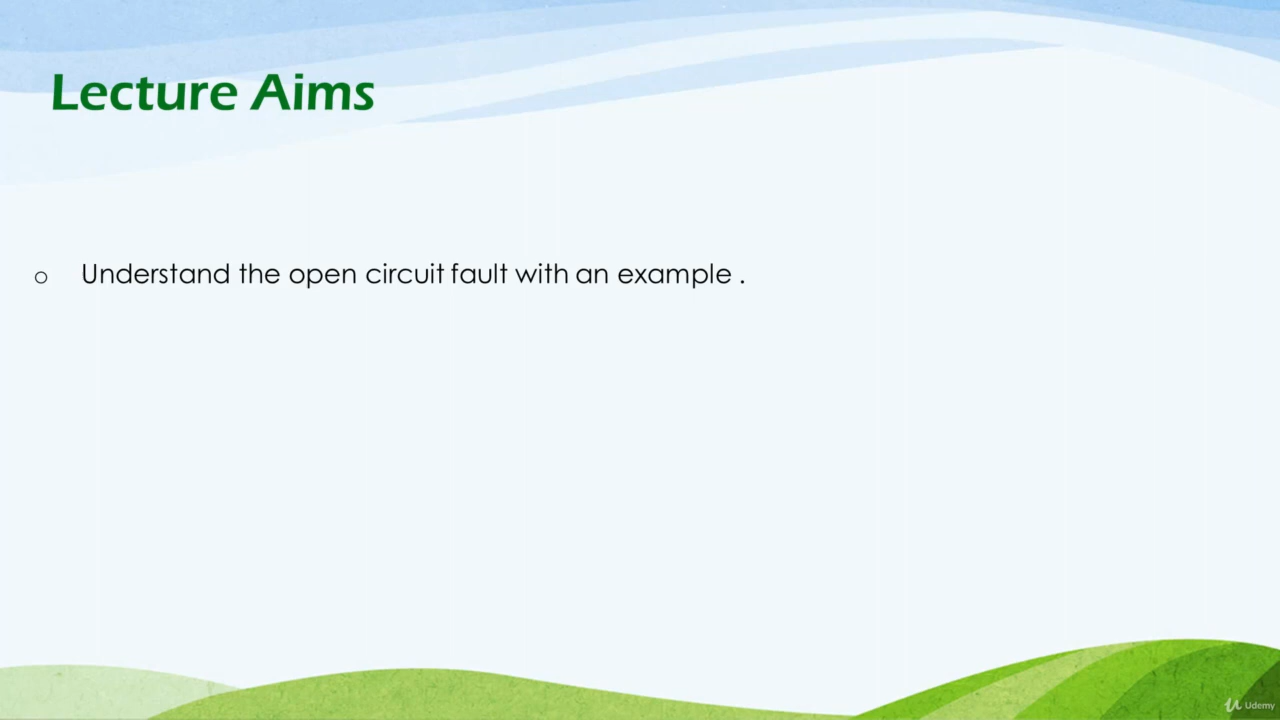 Lecture Aims
o Understand the open circuit fault with an example .
Udemy